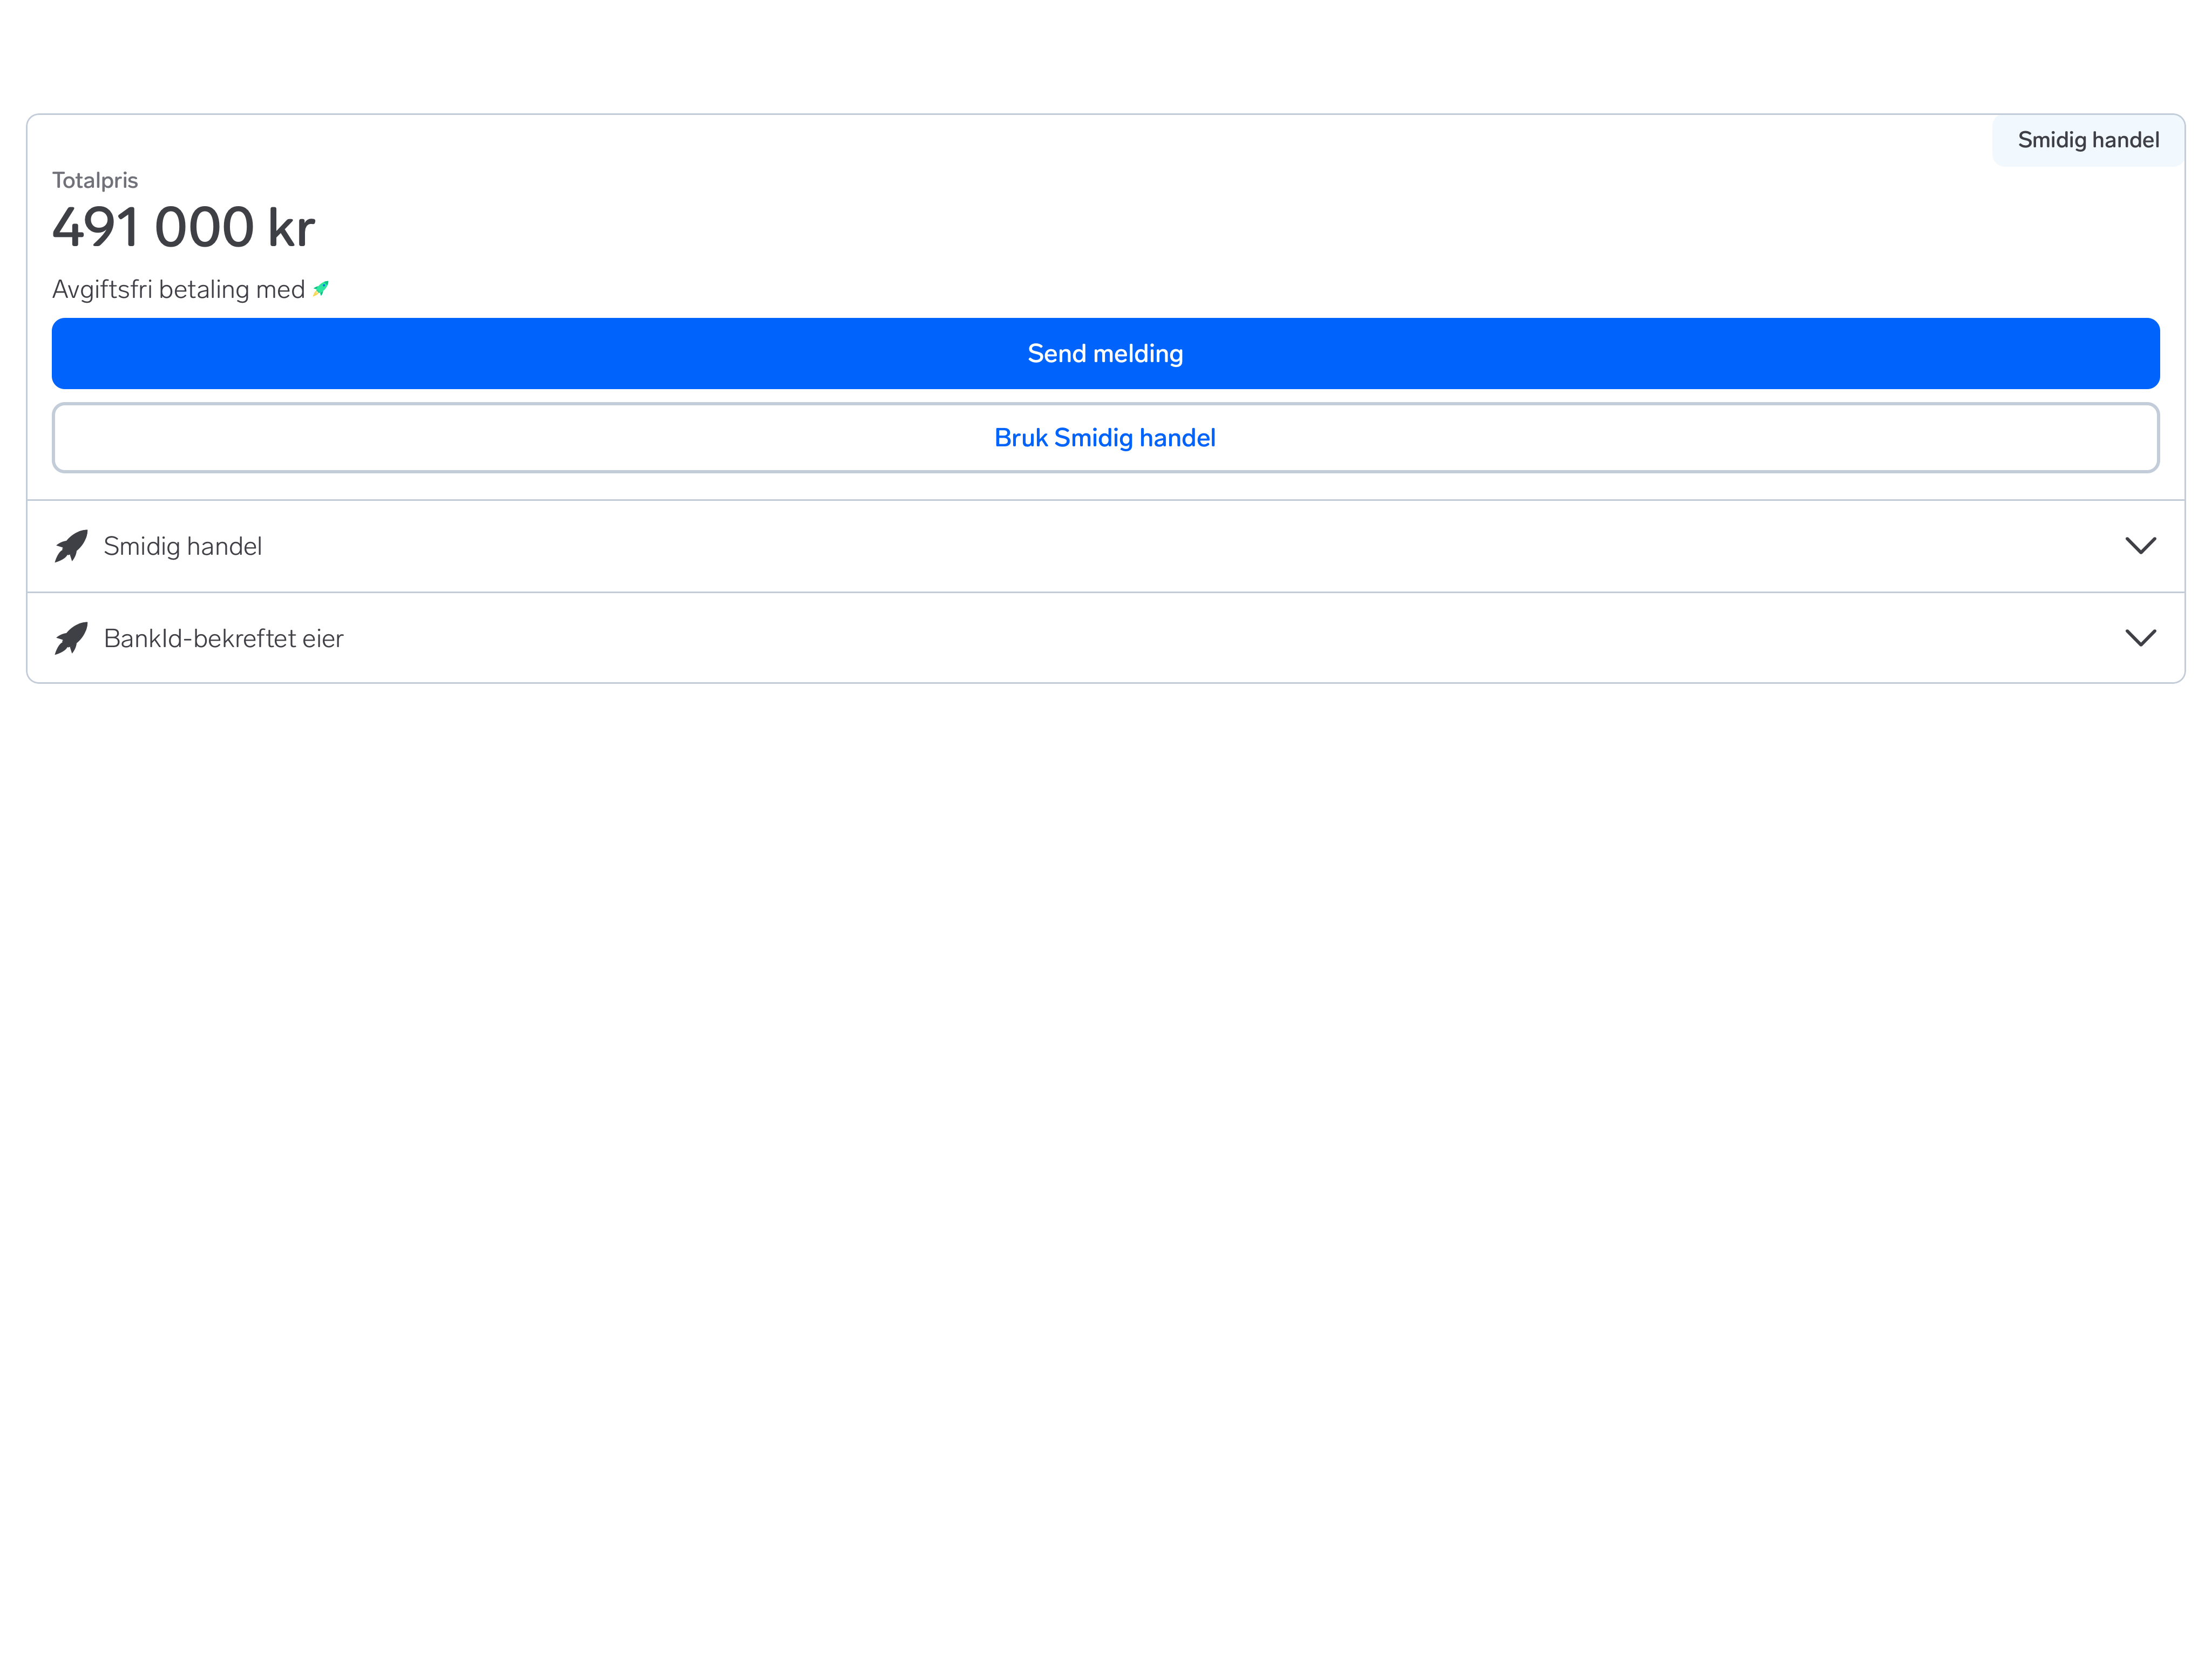 Smidig handel
Totalpris
491 000 kr
Avgiftsfri betaling med
Send melding
Bruk Smidig handel
Smidig handel
BankId-bekreftet eier